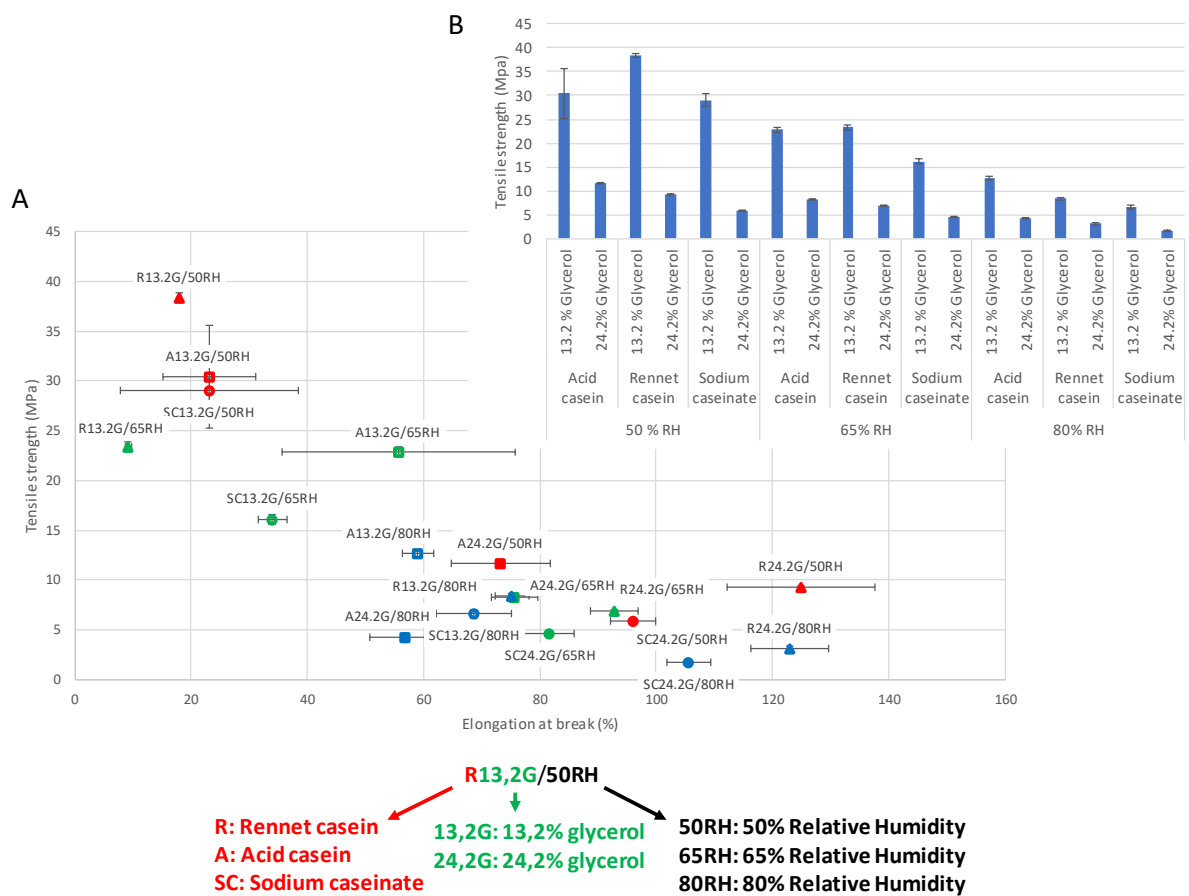 B
45
40
35
30
25
20
15
10
5
0
Tensile strength (Mpa)
13.2 % Glycerol
24.2% Glycerol
13.2 % Glycerol
24.2% Glycerol
13.2 % Glycerol
24.2% Glycerol
13.2 % Glycerol
24.2% Glycerol
13.2 % Glycerol
24.2% Glycerol
13.2 % Glycerol
24.2% Glycerol
13.2 % Glycerol
24.2% Glycerol
13.2 % Glycerol
24.2% Glycerol
13.2 % Glycerol
24.2% Glycerol
Acid casein
Rennet casein
Sodium caseinate
Acid casein
Rennet casein
Sodium caseinate
Acid casein
Rennet casein
Sodium caseinate
50 % RH
65% RH
80% RH
A
45
40
35
30
25
20
15
10
5
0
Tensile strength (MPa)
R13.2G/50RH
A13.2G/50RH
SC13.2G/50RH
R13.2G/65RH
A13.2G/65RH
SC13.2G/65RH
A13.2G/80RH
A24.2G/50RH
R13.2G/80RH
A24.2G/65RH
R24.2G/65RH
R24.2G/50RH
A24.2G/80RH
SC13.2G/80RH
SC24.2G/65RH
SC24.2G/50RH
R24.2G/80RH
SC24.2G/80RH
0
20
40
60
80
100
120
140
160
Elongation at break (%)
R13,2G/50RH
R: Rennet casein
A: Acid casein
SC: Sodium caseinate
13,2G: 13,2% glycerol
24,2G: 24,2% glycerol
50RH: 50% Relative Humidity
65RH: 65% Relative Humidity
80RH: 80% Relative Humidity